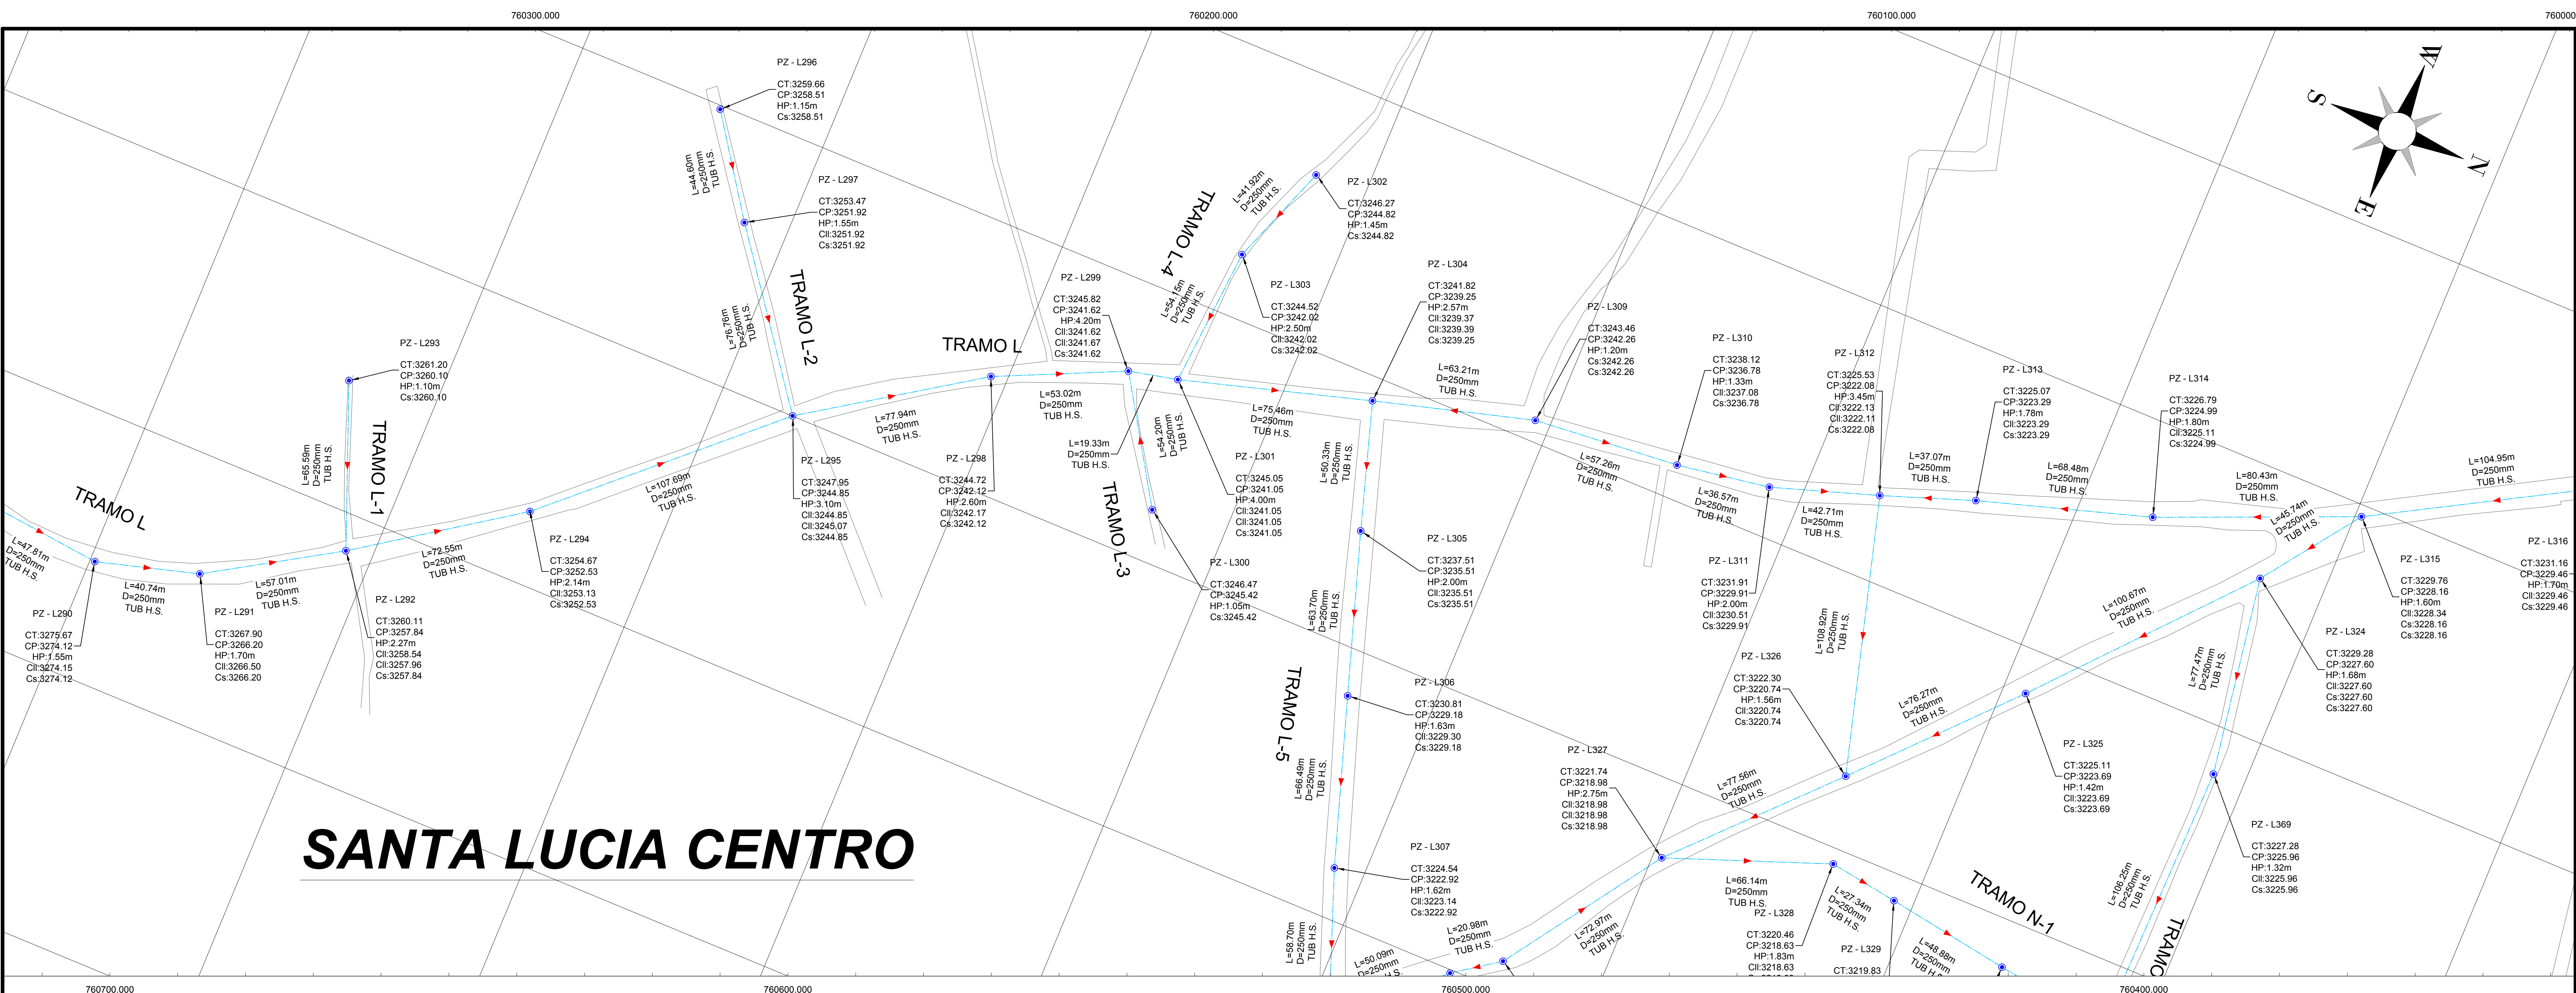 760300.000
760200.000
760100.000
760000
W
S
N
E
PZ - L296
CT:3259.66
CP:3258.51
HP:1.15m
Cs:3258.51
L=44.60m
D=250mm
TUB H.S.
PZ - L297
CT:3253.47
CP:3251.92
HP:1.55m
Cll:3251.92
Cs:3251.92
L=76.76m
D=250mm
TUB H.S.
TRAMO L-2
PZ - L293
CT:3261.20
CP:3260.10
HP:1.10m
Cs:3260.10
L=65.59m
D=250mm
TUB H.S.
TRAMO L-1
TRAMO L
L=47.81m
D=250mm
TUB H.S.
L=40.74m
D=250mm
TUB H.S.
PZ - L290
CT:3275.67
CP:3274.12
HP:1.55m
Cll:3274.15
Cs:3274.12
PZ - L291
CT:3267.90
CP:3266.20
HP:1.70m
Cll:3266.50
Cs:3266.20
L=57.01m
D=250mm
TUB H.S.
PZ - L292
CT:3260.11
CP:3257.84
HP:2.27m
Cll:3258.54
Cll:3257.96
Cs:3257.84
L=72.55m
D=250mm
TUB H.S.
PZ - L294
CT:3254.67
CP:3252.53
HP:2.14m
Cll:3253.13
Cs:3252.53
L=107.69m
D=250mm
TUB H.S.
PZ - L295
CT:3247.95
CP:3244.85
HP:3.10m
Cll:3244.85
Cll:3245.07
Cs:3244.85
L=77.94m
D=250mm
TUB H.S.
PZ - L298
CT:3244.72
CP:3242.12
HP:2.60m
Cll:3242.17
Cs:3242.12
TRAMO L
L=53.02m
D=250mm
TUB H.S.
PZ - L299
CT:3245.82
CP:3241.62
HP:4.20m
Cll:3241.62
Cll:3241.67
Cs:3241.62
L=19.33m
D=250mm
TUB H.S.
L=54.20m
D=250mm
TUB H.S.
TRAMO L-3
PZ - L300
CT:3246.47
CP:3245.42
HP:1.05m
Cs:3245.42
PZ - L301
CT:3245.05
CP:3241.05
HP:4.00m
Cll:3241.05
Cll:3241.05
Cs:3241.05
TRAMO L-4
L=41.92m
D=250mm
TUB H.S.
PZ - L302
CT:3246.27
CP:3244.82
HP:1.45m
Cs:3244.82
L=54.15m
D=250mm
TUB H.S.
PZ - L303
CT:3244.52
CP:3242.02
HP:2.50m
Cll:3242.02
Cs:3242.02
L=75.46m
D=250mm
TUB H.S.
PZ - L304
CT:3241.82
CP:3239.25
HP:2.57m
Cll:3239.37
Cll:3239.39
Cs:3239.25
L=63.21m
D=250mm
TUB H.S.
L=50.33m
D=250mm
TUB H.S.
PZ - L305
CT:3237.51
CP:3235.51
HP:2.00m
Cll:3235.51
Cs:3235.51
L=63.70m
D=250mm
TUB H.S.
TRAMO L-5
PZ - L306
CT:3230.81
CP:3229.18
HP:1.63m
Cll:3229.30
Cs:3229.18
L=66.49m
D=250mm
TUB H.S.
PZ - L307
CT:3224.54
CP:3222.92
HP:1.62m
Cll:3223.14
Cs:3222.92
L=58.70m
D=250mm
TUB H.S.
PZ - L309
CT:3243.46
CP:3242.26
HP:1.20m
Cs:3242.26
Cs:3242.26
L=57.26m
D=250mm
TUB H.S.
PZ - L310
CT:3238.12
CP:3236.78
HP:1.33m
Cll:3237.08
Cs:3236.78
L=36.57m
D=250mm
TUB H.S.
PZ - L311
CT:3231.91
CP:3229.91
HP:2.00m
Cll:3230.51
Cs:3229.91
L=42.71m
D=250mm
TUB H.S.
PZ - L312
CT:3225.53
CP:3222.08
HP:3.45m
Cll:3222.13
Cll:3222.11
Cs:3222.08
L=37.07m
D=250mm
TUB H.S.
PZ - L313
CT:3225.07
CP:3223.29
HP:1.78m
Cll:3223.29
Cs:3223.29
L=68.48m
D=250mm
TUB H.S.
PZ - L314
CT:3226.79
CP:3224.99
HP:1.80m
Cll:3225.11
Cs:3224.99
L=80.43m
D=250mm
TUB H.S.
L=104.95m
D=250mm
TUB H.S.
L=45.74m
D=250mm
TUB H.S.
PZ - L315
CT:3229.76
CP:3228.16
HP:1.60m
Cll:3228.34
Cs:3228.16
Cs:3228.16
PZ - L316
CT:3231.16
CP:3229.46
HP:1.70m
Cll:3229.46
Cs:3229.46
L=108.92m
D=250mm
TUB H.S.
L=100.67m
D=250mm
TUB H.S.
L=77.47m
D=250mm
TUB H.S.
PZ - L324
CT:3229.28
CP:3227.60
HP:1.68m
Cll:3227.60
Cs:3227.60
Cs:3227.60
PZ - L326
CT:3222.30
CP:3220.74
HP:1.56m
Cll:3220.74
Cs:3220.74
L=76.27m
D=250mm
TUB H.S.
PZ - L325
CT:3225.11
CP:3223.69
HP:1.42m
Cll:3223.69
Cs:3223.69
PZ - L327
CT:3221.74
CP:3218.98
HP:2.75m
Cll:3218.98
Cll:3218.98
Cs:3218.98
L=77.56m
D=250mm
TUB H.S.
PZ - L369
CT:3227.28
CP:3225.96
HP:1.32m
Cll:3225.96
Cs:3225.96
L=106.25m
D=250mm
TUB H.S.
TRAMO
TRAMO N-1
L=66.14m
D=250mm
TUB H.S.
L=27.34m
D=250mm
TUB H.S.
PZ - L328
CT:3220.46
CP:3218.63
HP:1.83m
Cll:3218.63
PZ - L329
CT:3219.83
L=48.88m
D=250mm
TUB H.S.
L=72.97m
D=250mm
TUB H.S.
L=20.98m
D=250mm
TUB H.S.
L=50.09m
D=250mm
SANTA LUCIA CENTRO
760700.000
760600.000
760500.000
760400.000